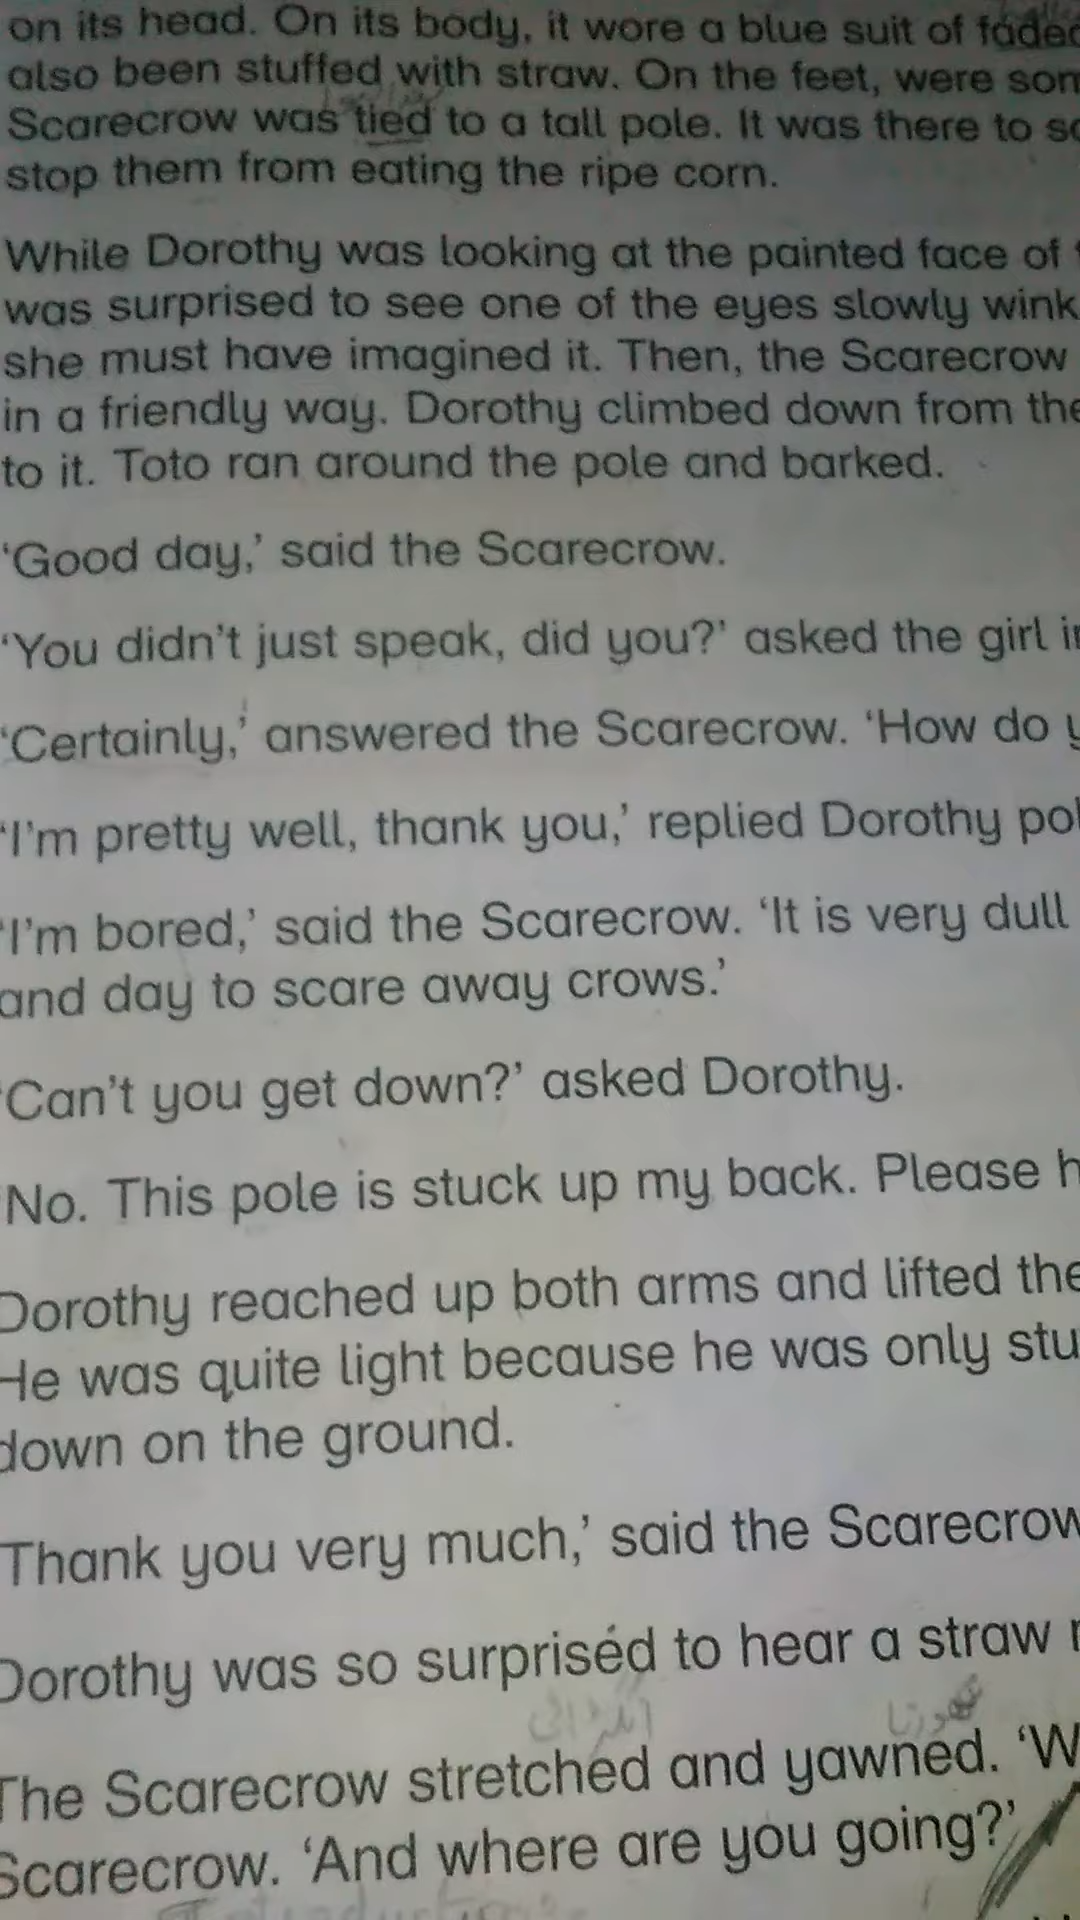 on its head. On its body, it wore a blue suit of faded
also been stuffed with straw. On the feet, were
Scarecrow was tied to a tall pole. It was there to
stop them from eating the ripe corn.
While Dorothy was looking at the painted face of
was surprised to see one of the eyes slowly wink
she must have imagined it. Then, the Scarecrow
in a friendly way. Dorothy climbed down from the
to it. Toto ran around the pole and barked.
‘Good day,’ said the Scarecrow.
‘You didn’t just speak, did you?’ asked the girl
‘Certainly,’ answered the Scarecrow. ‘How do
‘I’m pretty well, thank you,’ replied Dorothy
‘I’m bored,’ said the Scarecrow. ‘It is very dull
and day to scare away crows.’
‘Can’t you get down?’ asked Dorothy.
‘No. This pole is stuck up my back. Please
Dorothy reached up both arms and lifted the
He was quite light because he was only
down on the ground.
Thank you very much,’ said the Scarecrow
Dorothy was so surprised to hear a straw
The Scarecrow stretched and yawned.
Scarecrow. ‘And where are you going?’